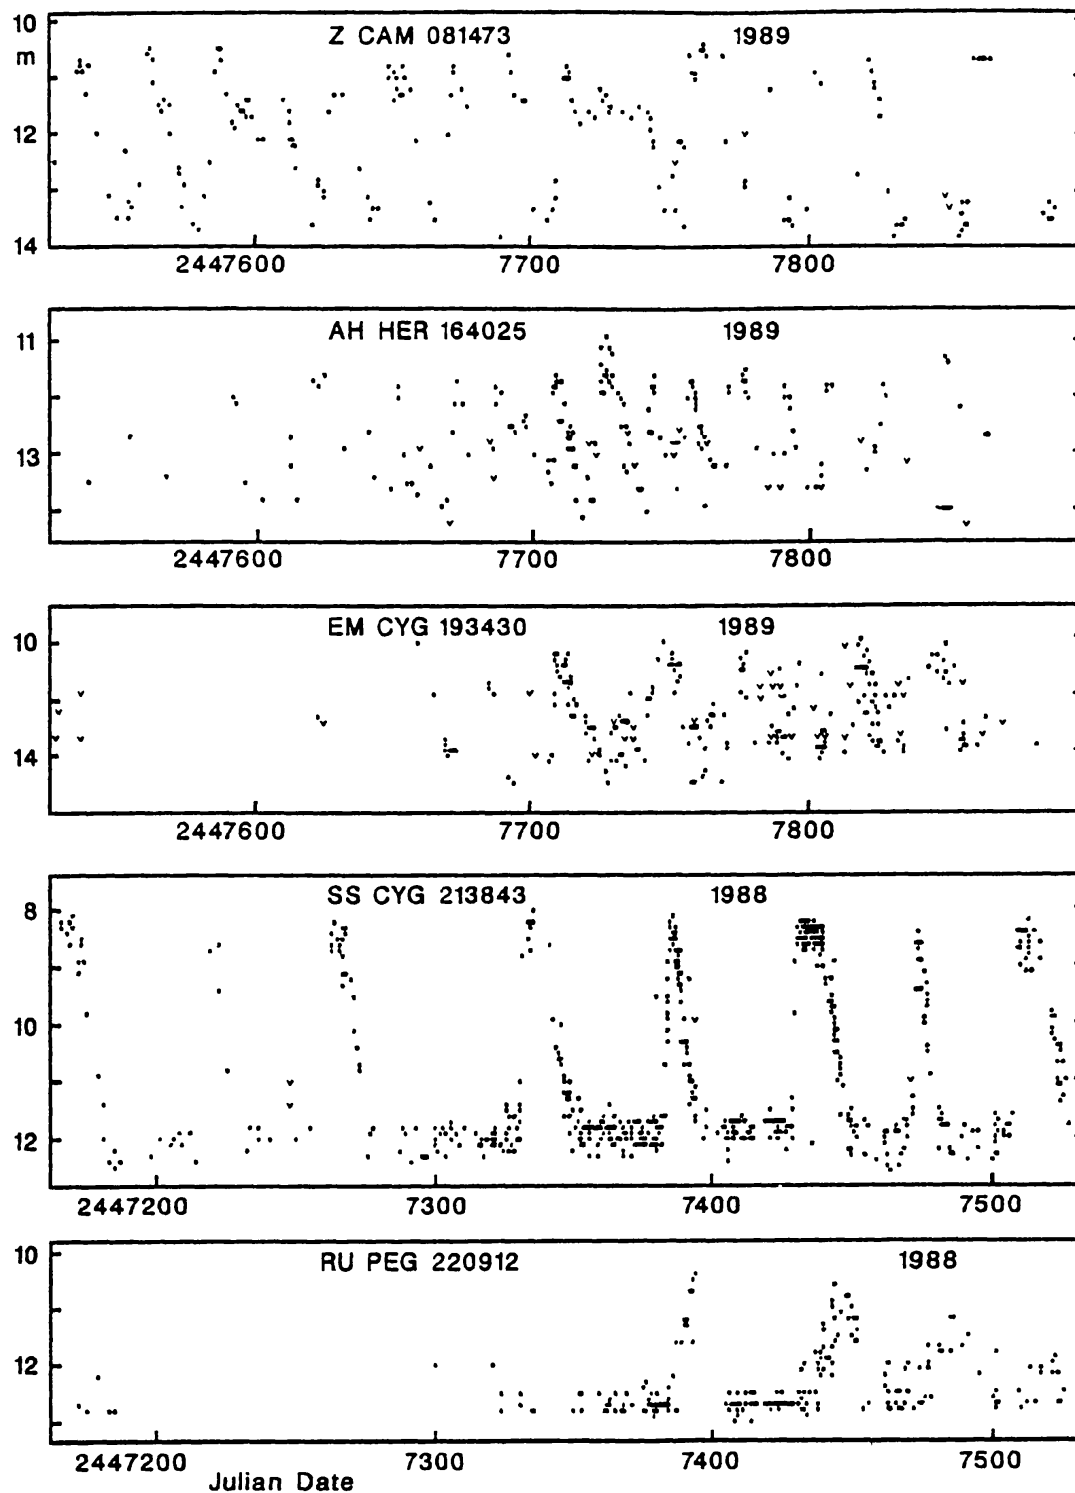 10
m
12
14
Z CAM 081473 1989
2447600 7700 7800
11
13
AH HER 164025 1989
2447600 7700 7800
10
14
EM CYG 193430 1989
2447600 7700 7800
8
10
12
SS CYG 213843 1988
2447200 7300 7400 7500
10
12
RU PEG 220912 1988
2447200 7300 7400 7500
Julian Date